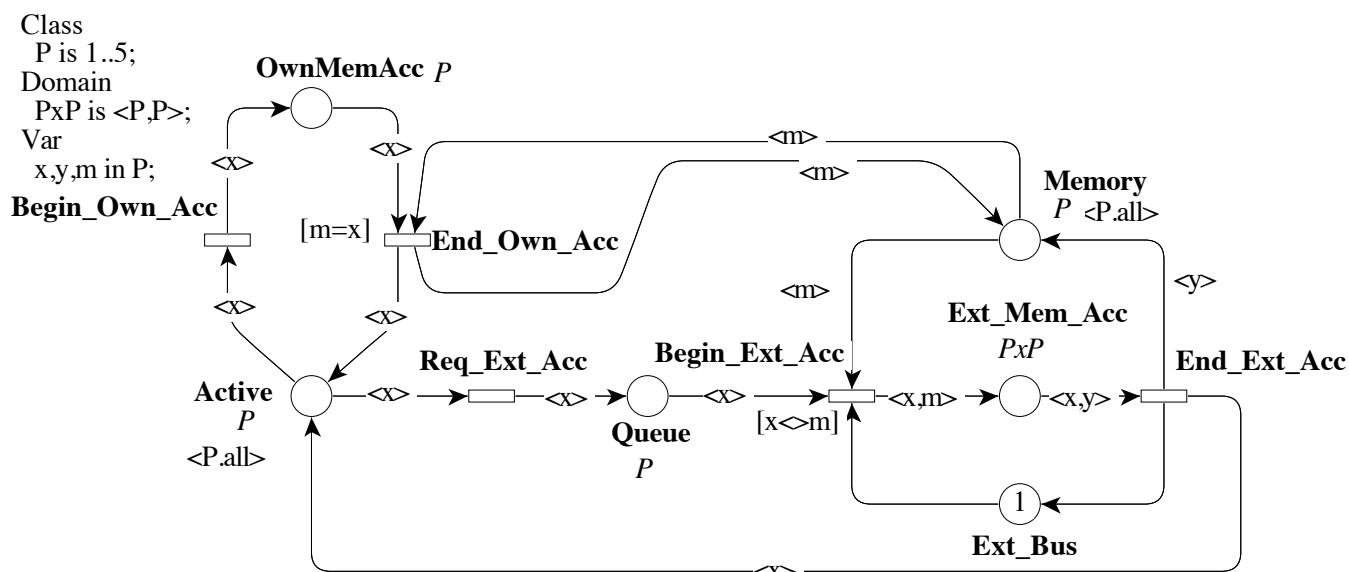 Class
P is 1..5;
Domain
PxP is <P,P>;
Var
x,y,m in P;
OwnMemAcc P
<x>
<x>
<m>
<m>
Begin_Own_Acc
[m=x]
End_Own_Acc
Memory
P <P.all>
<x>
<x>
<m>
<y>
Ext_Mem_Acc
PxP
Req_Ext_Acc
Begin_Ext_Acc
End_Ext_Acc
Active
P
<P.all>
<x>
<x>
Queue
P
<x>
[x<>m]
<x,m>
<x,y>
1
Ext_Bus
<x>